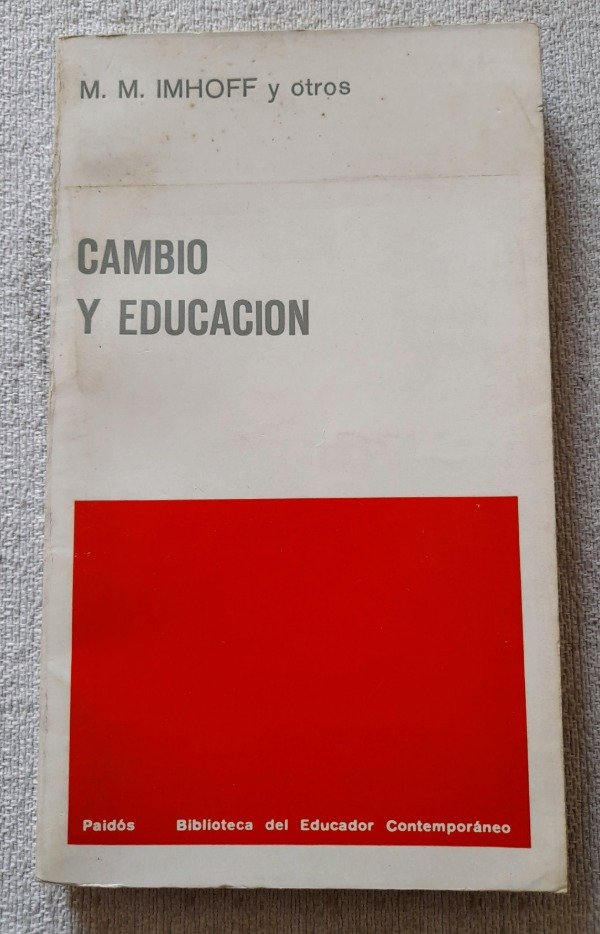 M. M. IMHOFF y otros
CAMBIO
Y EDUCACION
Paidós Biblioteca del Educador Contemporáneo